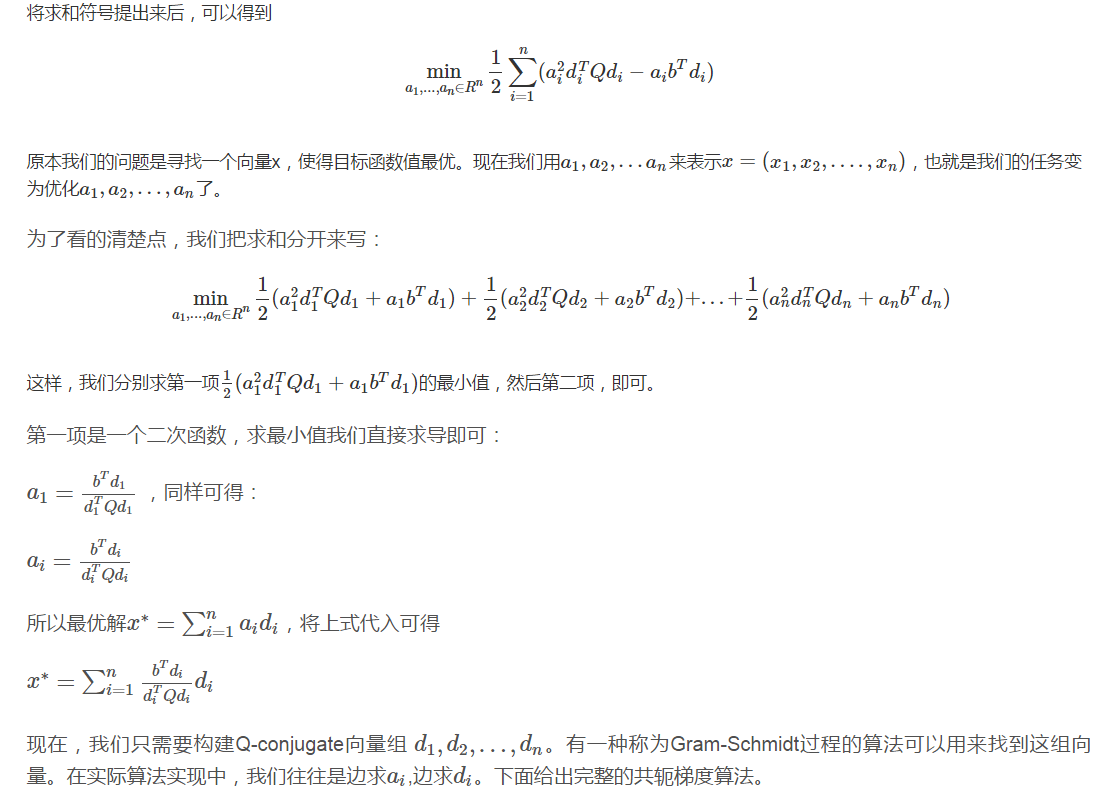 将求和符号提出来后，可以得到
$$\min_{a_1,\ldots,a_n \in R^n} \frac{1}{2} \sum_{i=1}^{n} (a_i^2 d_i^T Q d_i - a_i b^T d_i)$$
原本我们的问题是寻找一个向量x，使得目标函数值最优。现在我们用$a_1, a_2, \ldots a_n$来表示$x = (x_1, x_2, \ldots., x_n)$，也就是我们的任务变
为优化$a_1, a_2, \ldots, a_n$了。
为了看的清楚点，我们把求和分开来写：
$$\min_{a_1,\ldots,a_n \in R^n} \frac{1}{2} (a_1^2 d_1^T Q d_1 + a_1 b^T d_1) + \frac{1}{2} (a_2^2 d_2^T Q d_2 + a_2 b^T d_2) + \ldots + \frac{1}{2} (a_n^2 d_n^T Q d_n + a_n b^T d_n)$$
这样，我们分别求第一项$\frac{1}{2} (a_1^2 d_1^T Q d_1 + a_1 b^T d_1)$的最小值，然后第二项，即可。
第一项是一个二次函数，求最小值我们直接求导即可：
$a_1 = \frac{b^T d_1}{d_1^T Q d_1}$ ，同样可得：
$a_i = \frac{b^T d_i}{d_i^T Q d_i}$
所以最优解$x^* = \sum_{i=1}^{n} a_i d_i$，将上式代入可得
$x^* = \sum_{i=1}^{n} \frac{b^T d_i}{d_i^T Q d_i} d_i$
现在，我们只需要构建Q-conjugate向量组 $d_1, d_2, \ldots, d_n$。有一种称为Gram-Schmidt过程的算法可以用来找到这组向
量。在实际算法实现中，我们往往是边求$a_i$,边求$d_i$。下面给出完整的共轭梯度算法。